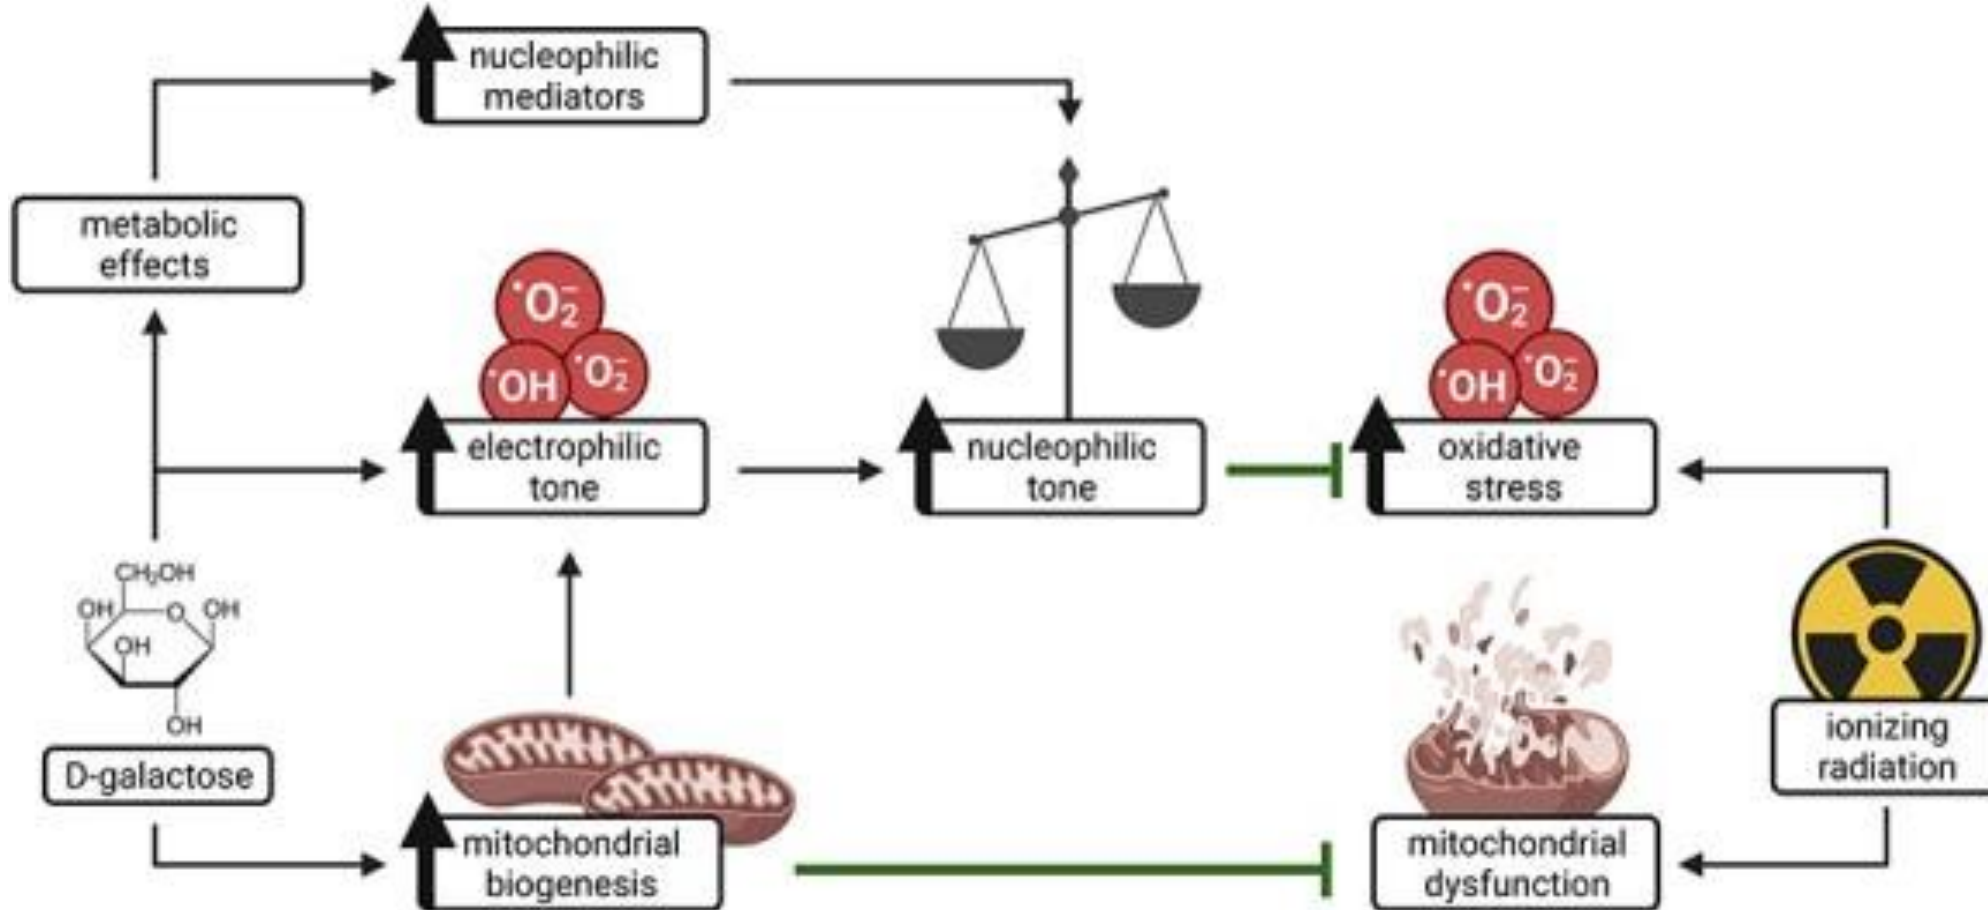 nucleophilic
mediators
metabolic
effects
•O₂⁻
•OH
•O₂⁻
electrophilic
tone
nucleophilic
tone
•O₂⁻
•OH
•O₂⁻
oxidative
stress
CH₂OH
OH
O
OH
OH
OH
D-galactose
mitochondrial
biogenesis
mitochondrial
dysfunction
ionizing
radiation